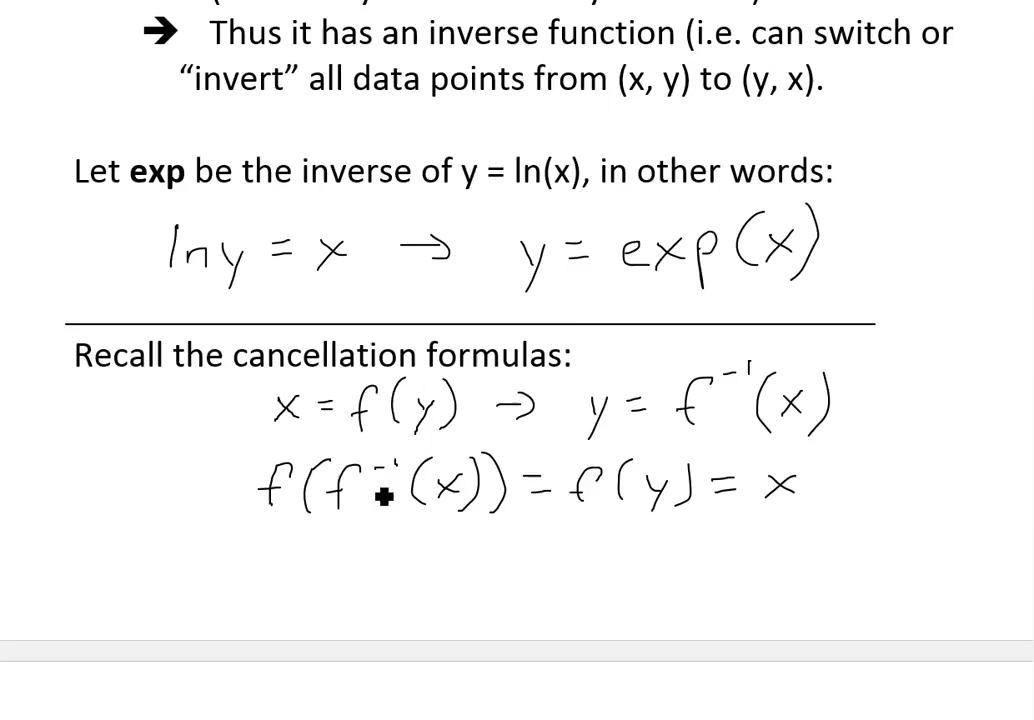 ➔ Thus it has an inverse function (i.e. can switch or
“invert” all data points from (x, y) to (y, x).
Let exp be the inverse of y = ln(x), in other words:
ln y = x → y = exp(x)
Recall the cancellation formulas:
x = f(y) → y = f⁻¹(x)
f(f⁻¹(x)) = f(y) = x